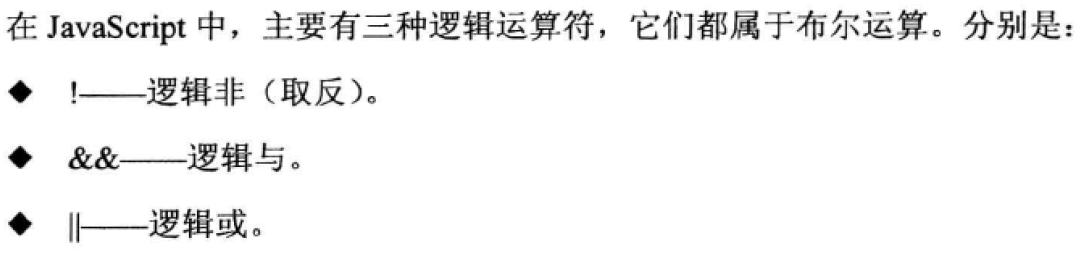 在 JavaScript 中，主要有三种逻辑运算符，它们都属于布尔运算。分别是：
◆ !——逻辑非（取反）。
◆ &&——逻辑与。
◆ ||——逻辑或。